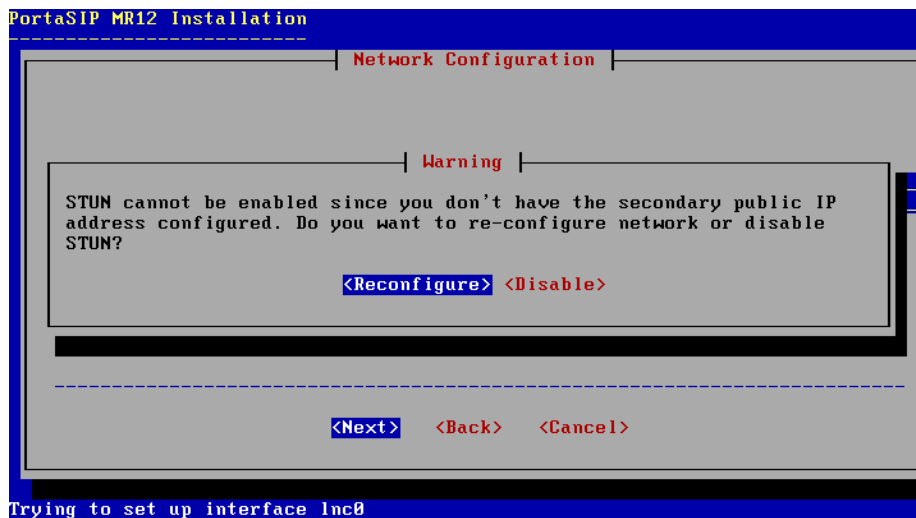 PortaSIP MR12 Installation
Network Configuration
Warning
STUN cannot be enabled since you don't have the secondary public IP
address configured. Do you want to re-configure network or disable
STUN?
<Reconfigure> <Disable>
<Next> <Back> <Cancel>
Trying to set up interface lnc0